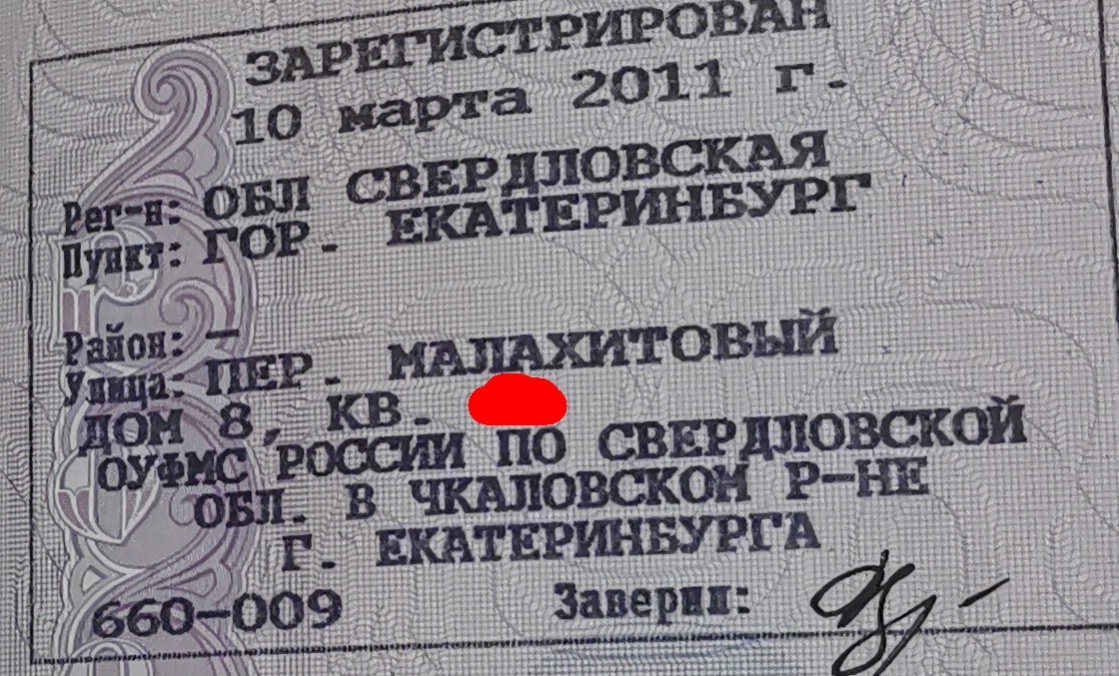 ЗАРЕГИСТРИРОВАН
10 марта 2011 г.
Рег-н: ОБЛ СВЕРДЛОВСКАЯ
Пункт: ГОР. ЕКАТЕРИНБУРГ
Район: —
Улица: ПЕР. МАЛАХИТОВЫЙ
ДОМ 8, КВ.
ОУФМС РОССИИ ПО СВЕРДЛОВСКОЙ
ОБЛ. В ЧКАЛОВСКОМ Р-НЕ
Г. ЕКАТЕРИНБУРГА
660-009 Заверил: